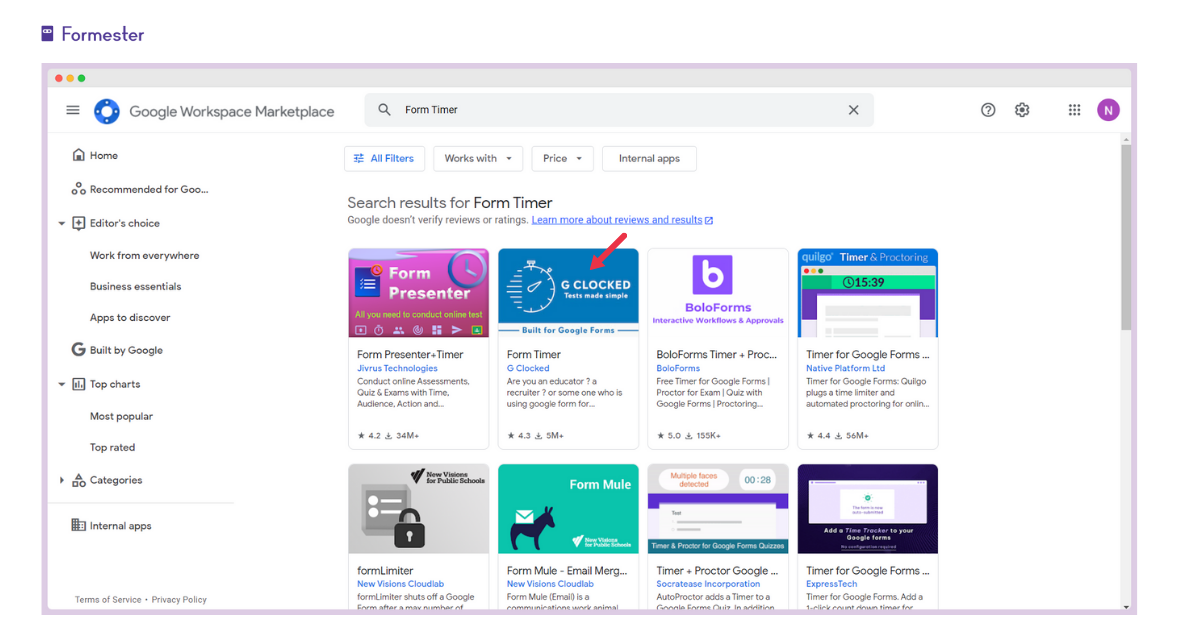 Formester
Google Workspace Marketplace
Form Timer
N
Home
Recommended for Goo...
Editor's choice
Work from everywhere
Business essentials
Apps to discover
Built by Google
Top charts
Most popular
Top rated
Categories
Internal apps
Terms of Service • Privacy Policy
All Filters
Works with
Price
Internal apps
Search results for Form Timer
Google doesn't verify reviews or ratings. Learn more about reviews and results
Form
Presenter
All you need to conduct online test
Form Presenter+Timer
Jivrus Technologies
Conduct online Assessments,
Quiz & Exams with Time,
Audience, Action and...
★ 4.2 34M+
G CLOCKED
Tests made simple
Built for Google Forms
Form Timer
G Clocked
Are you an educator ? a
recruiter ? or some one who is
using google form for...
★ 4.3 5M+
b
BoloForms
Interactive Workflows & Approvals
BoloForms Timer + Proc...
BoloForms
Free Timer for Google Forms |
Proctor for Exam | Quiz with
Google Forms | Proctoring...
★ 5.0 155K+
quilgo Timer & Proctoring
15:39
Timer for Google Forms ...
Native Platform Ltd
Timer for Google Forms: Quilgo
plugs a time limiter and
automated proctoring for onlin...
★ 4.4 56M+
New Visions
for Public Schools
formLimiter
New Visions Cloudlab
formLimiter shuts off a Google
Form after a max number of
Form Mule
New Visions
for Public Schools
Form Mule - Email Merg...
New Visions Cloudlab
Form Mule (Email) is a
communications work animal
Multiple faces
detected
00:28
Test
Timer & Proctor for Google Forms Quizzes
Timer + Proctor Google ...
Socratease Incorporation
AutoProctor adds a Timer to a
Google Forms Quiz. In addition
The form is now
auto-submitted
Add a Time Tracker to your
Google forms
No configuration required
Timer for Google Forms ...
ExpressTech
Timer for Google Forms. Add a
1-click count down timer for